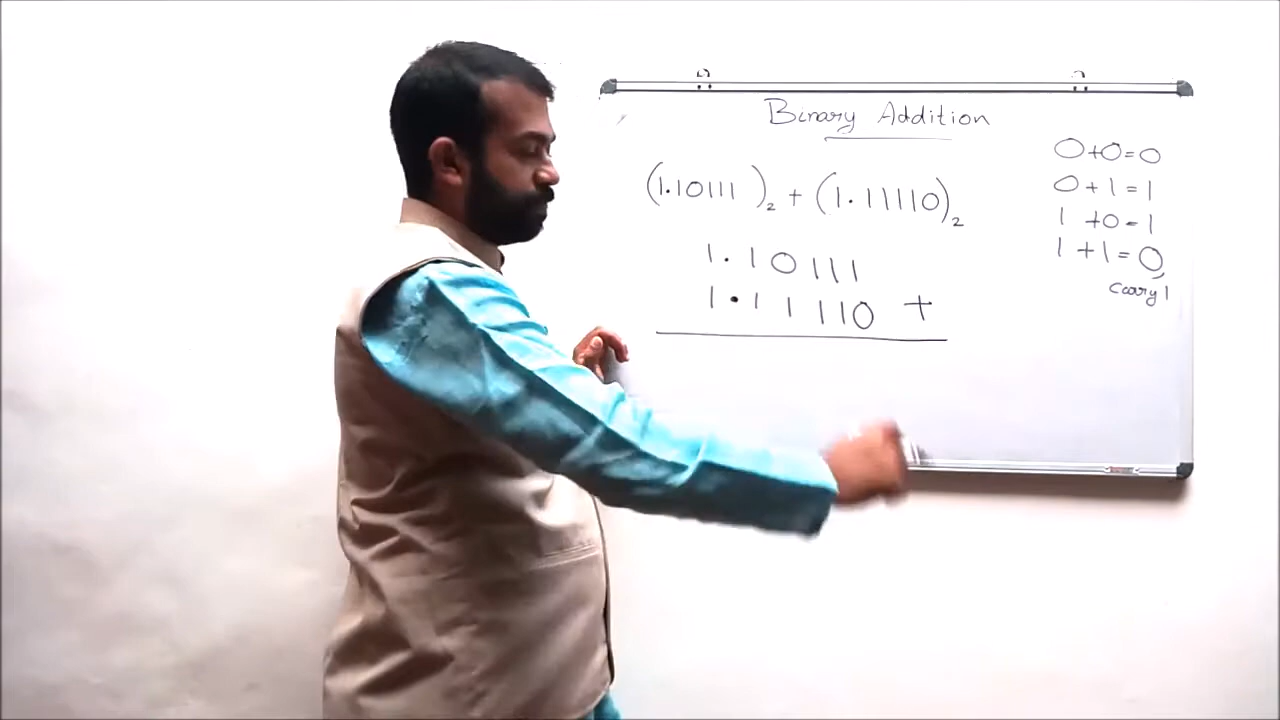 Binary Addition
(1.10111)₂ + (1.11110)₂
1.10111
1.11110 +
0+0=0
0+1=1
1+0=1
1+1=0,
Carry 1